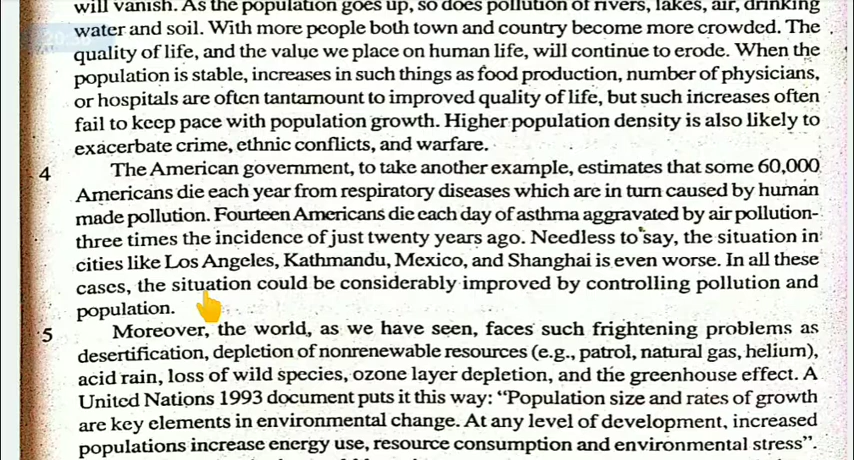 will vanish. As the population goes up, so does pollution of rivers, lakes, air, drinking
water and soil. With more people both town and country become more crowded. The
quality of life, and the value we place on human life, will continue to erode. When the
population is stable, increases in such things as food production, number of physicians,
or hospitals are often tantamount to improved quality of life, but such increases often
fail to keep pace with population growth. Higher population density is also likely to
exacerbate crime, ethnic conflicts, and warfare.
4 The American government, to take another example, estimates that some 60,000
Americans die each year from respiratory diseases which are in turn caused by human
made pollution. Fourteen Americans die each day of asthma aggravated by air pollution-
three times the incidence of just twenty years ago. Needless to say, the situation in
cities like Los Angeles, Kathmandu, Mexico, and Shanghai is even worse. In all these
cases, the situation could be considerably improved by controlling pollution and
population.
5 Moreover, the world, as we have seen, faces such frightening problems as
desertification, depletion of nonrenewable resources (e.g., patrol, natural gas, helium),
acid rain, loss of wild species, ozone layer depletion, and the greenhouse effect. A
United Nations 1993 document puts it this way: “Population size and rates of growth
are key elements in environmental change. At any level of development, increased
populations increase energy use, resource consumption and environmental stress”.